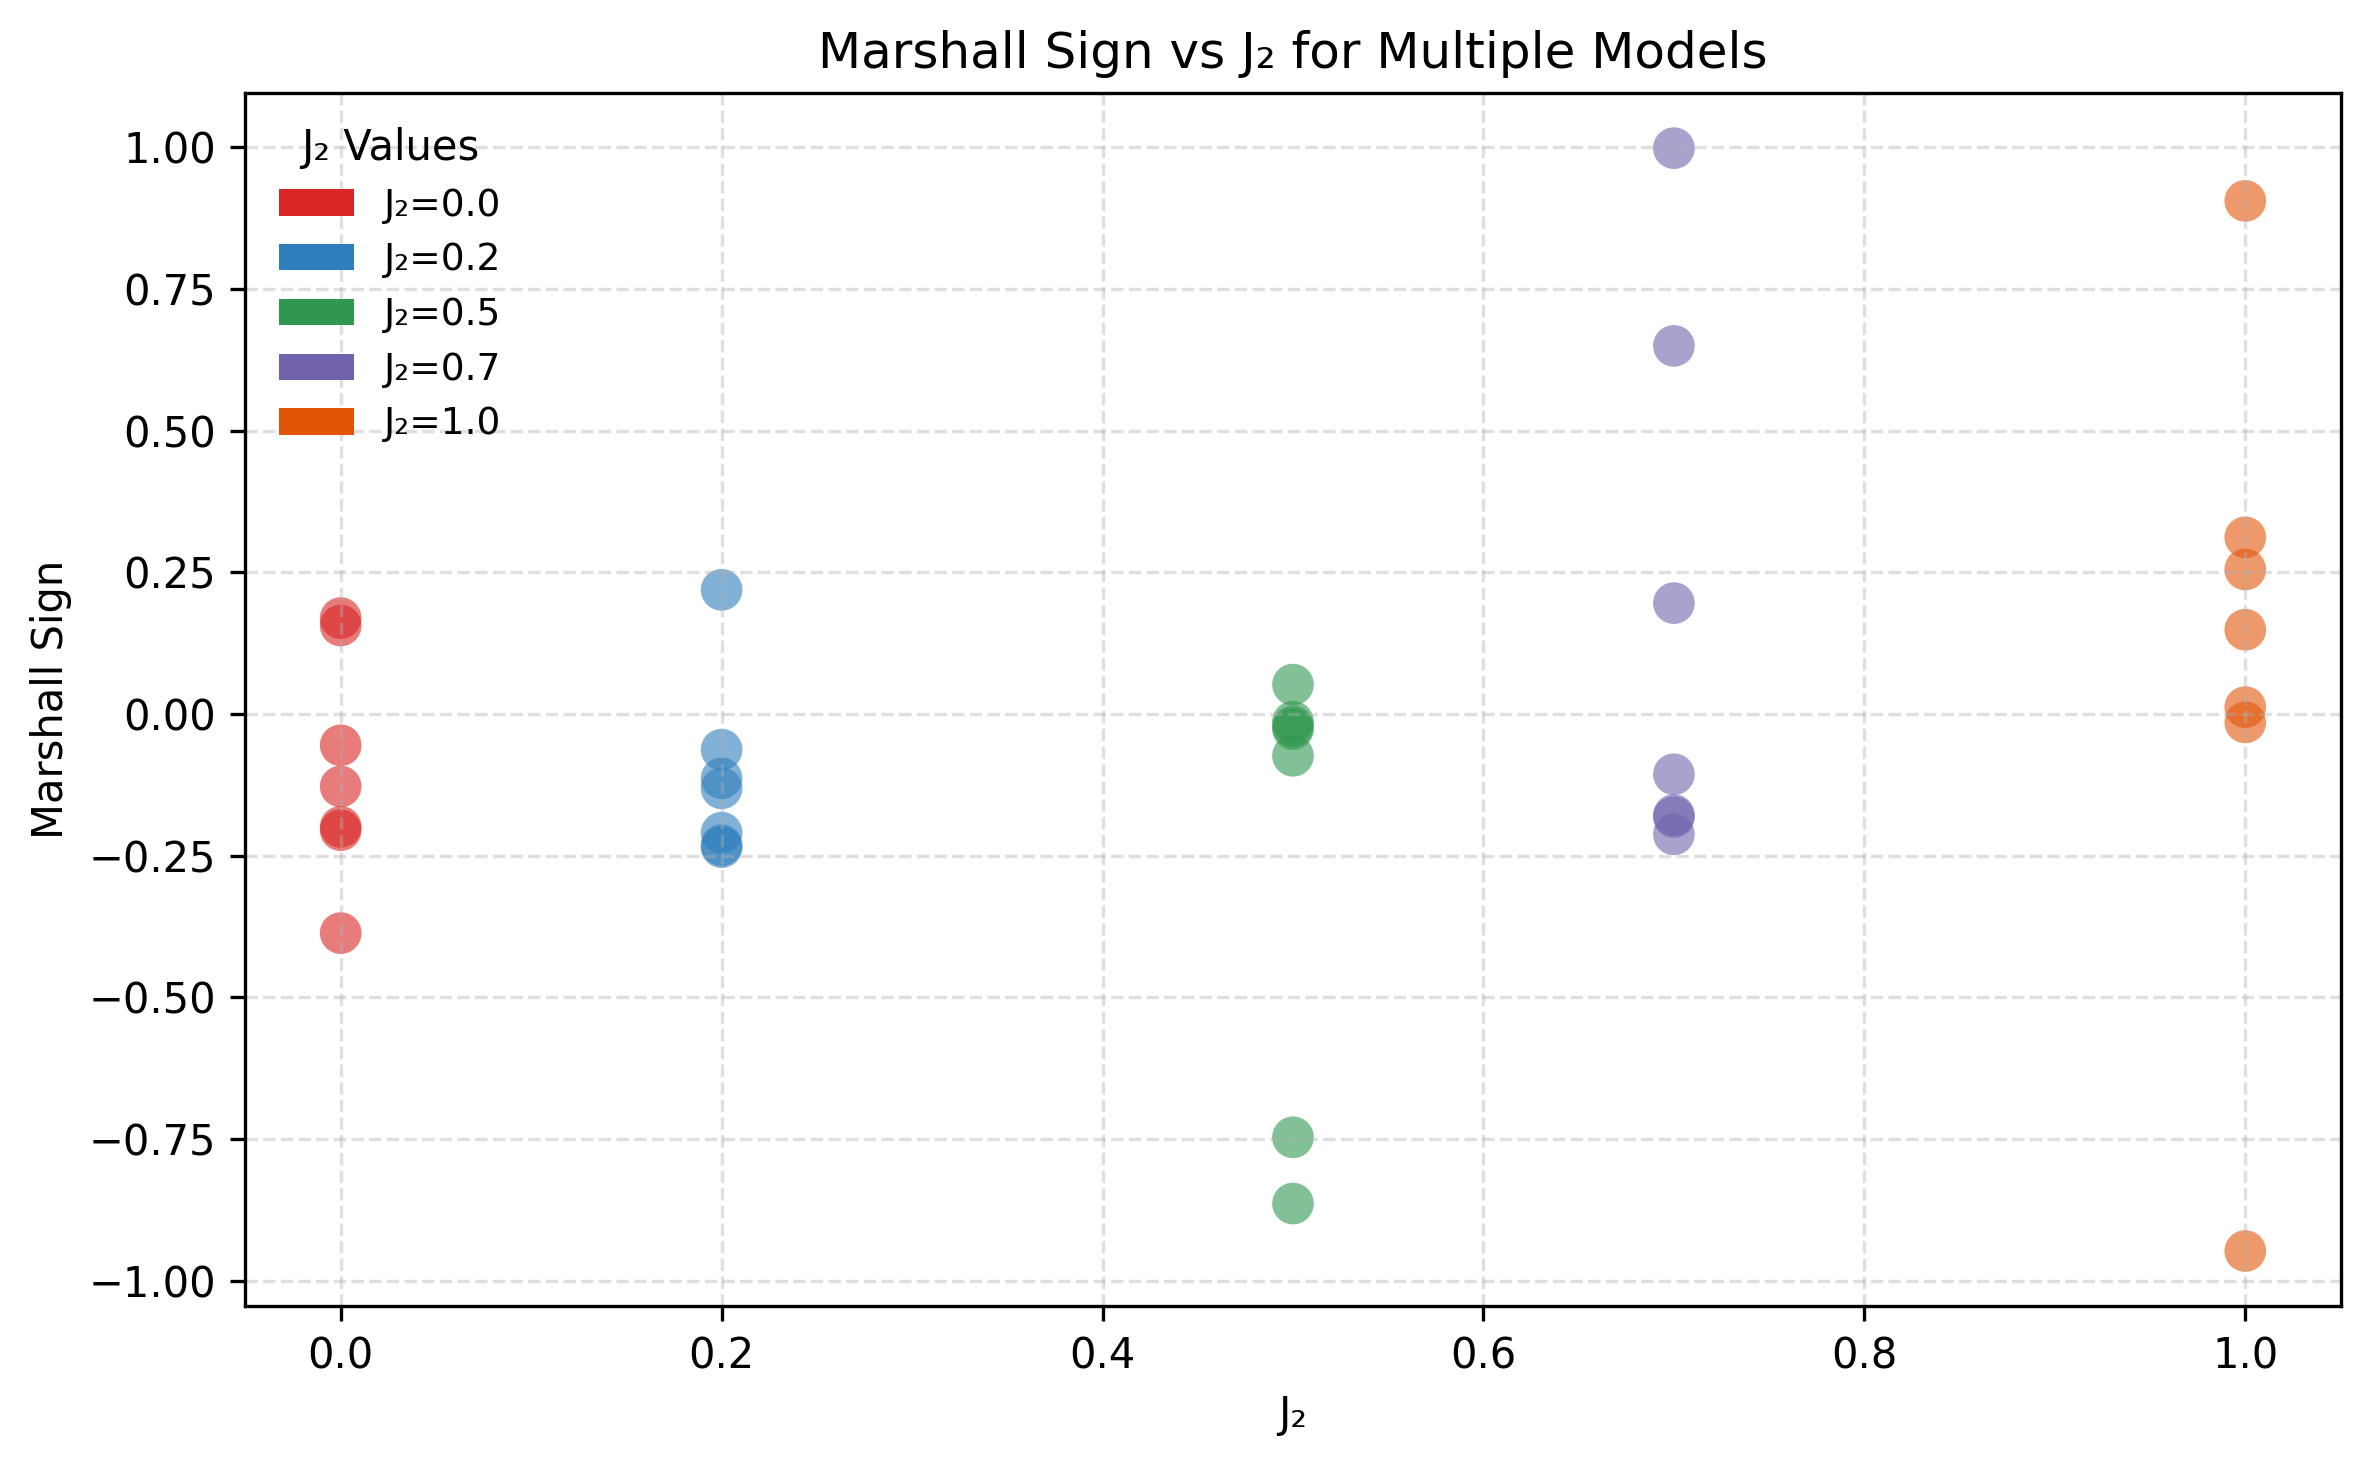 Marshall Sign vs J₂ for Multiple Models
J₂ Values
J₂=0.0
J₂=0.2
J₂=0.5
J₂=0.7
J₂=1.0
Marshall Sign
1.00
0.75
0.50
0.25
0.00
−0.25
−0.50
−0.75
−1.00
0.0 0.2 0.4 0.6 0.8 1.0
J₂